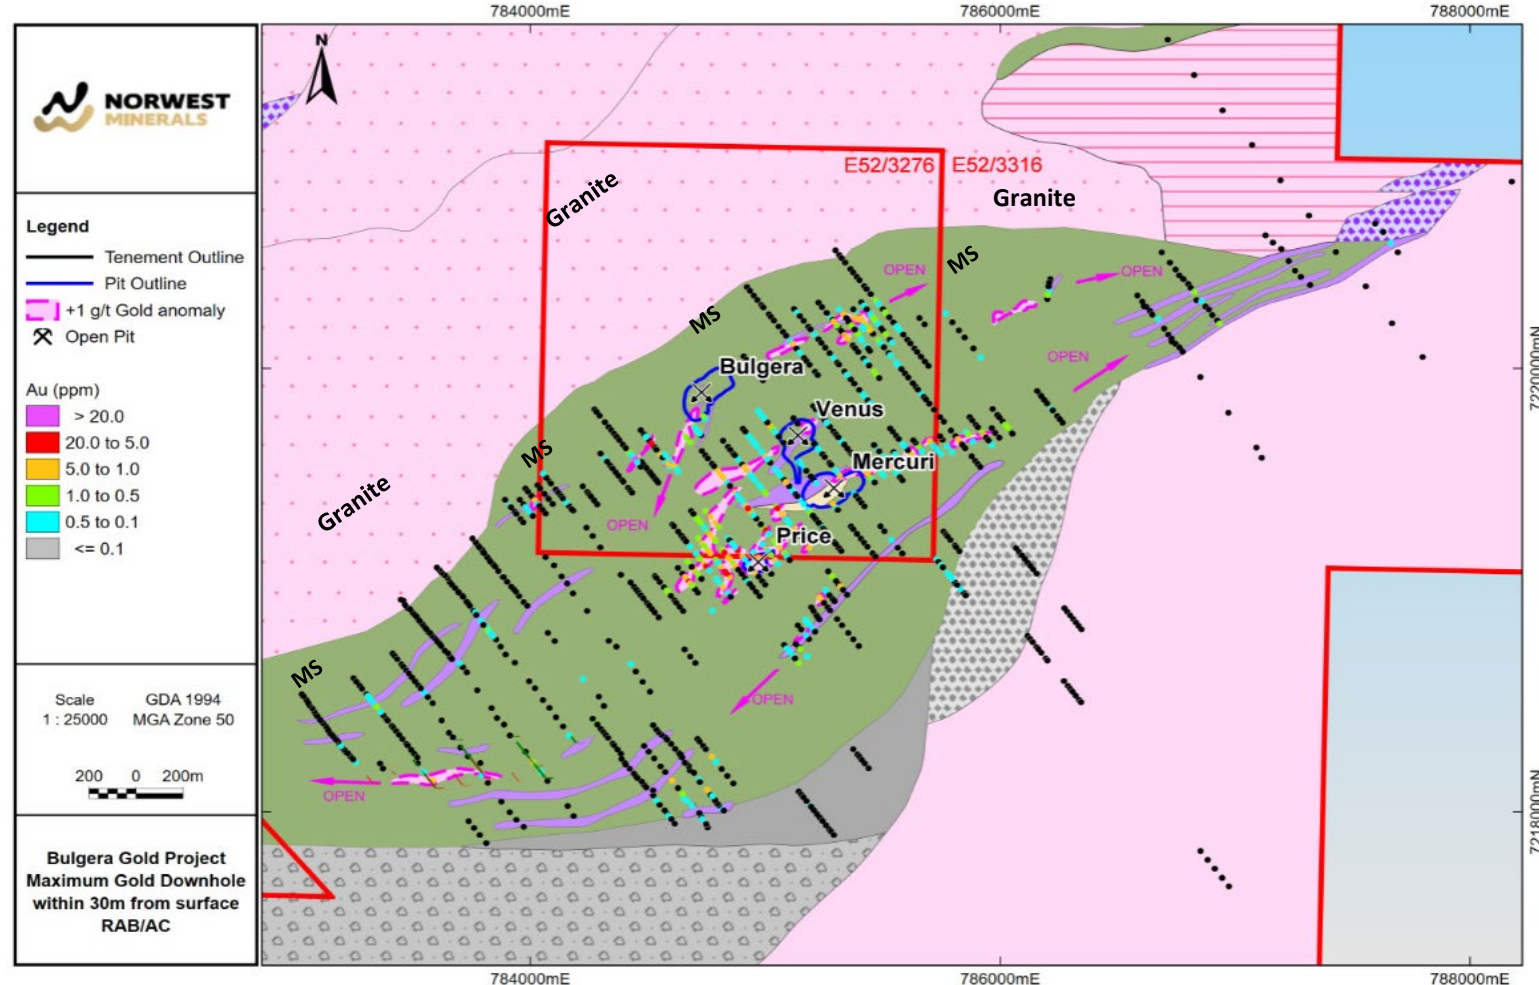 784000mE
786000mE
788000mE
NORWEST
MINERALS
Legend
Tenement Outline
Pit Outline
+1 g/t Gold anomaly
Open Pit
Au (ppm)
> 20.0
20.0 to 5.0
5.0 to 1.0
1.0 to 0.5
0.5 to 0.1
<= 0.1
Scale
1 : 25000
GDA 1994
MGA Zone 50
200 0 200m
Bulgera Gold Project
Maximum Gold Downhole
within 30m from surface
RAB/AC
N
E52/3276
E52/3316
Granite
Granite
MS
OPEN
OPEN
MS
OPEN
Bulgera
Venus
MS
Mercuri
Granite
OPEN
Price
MS
OPEN
OPEN
7220000mN
7218000mN
784000mE
786000mE
788000mE